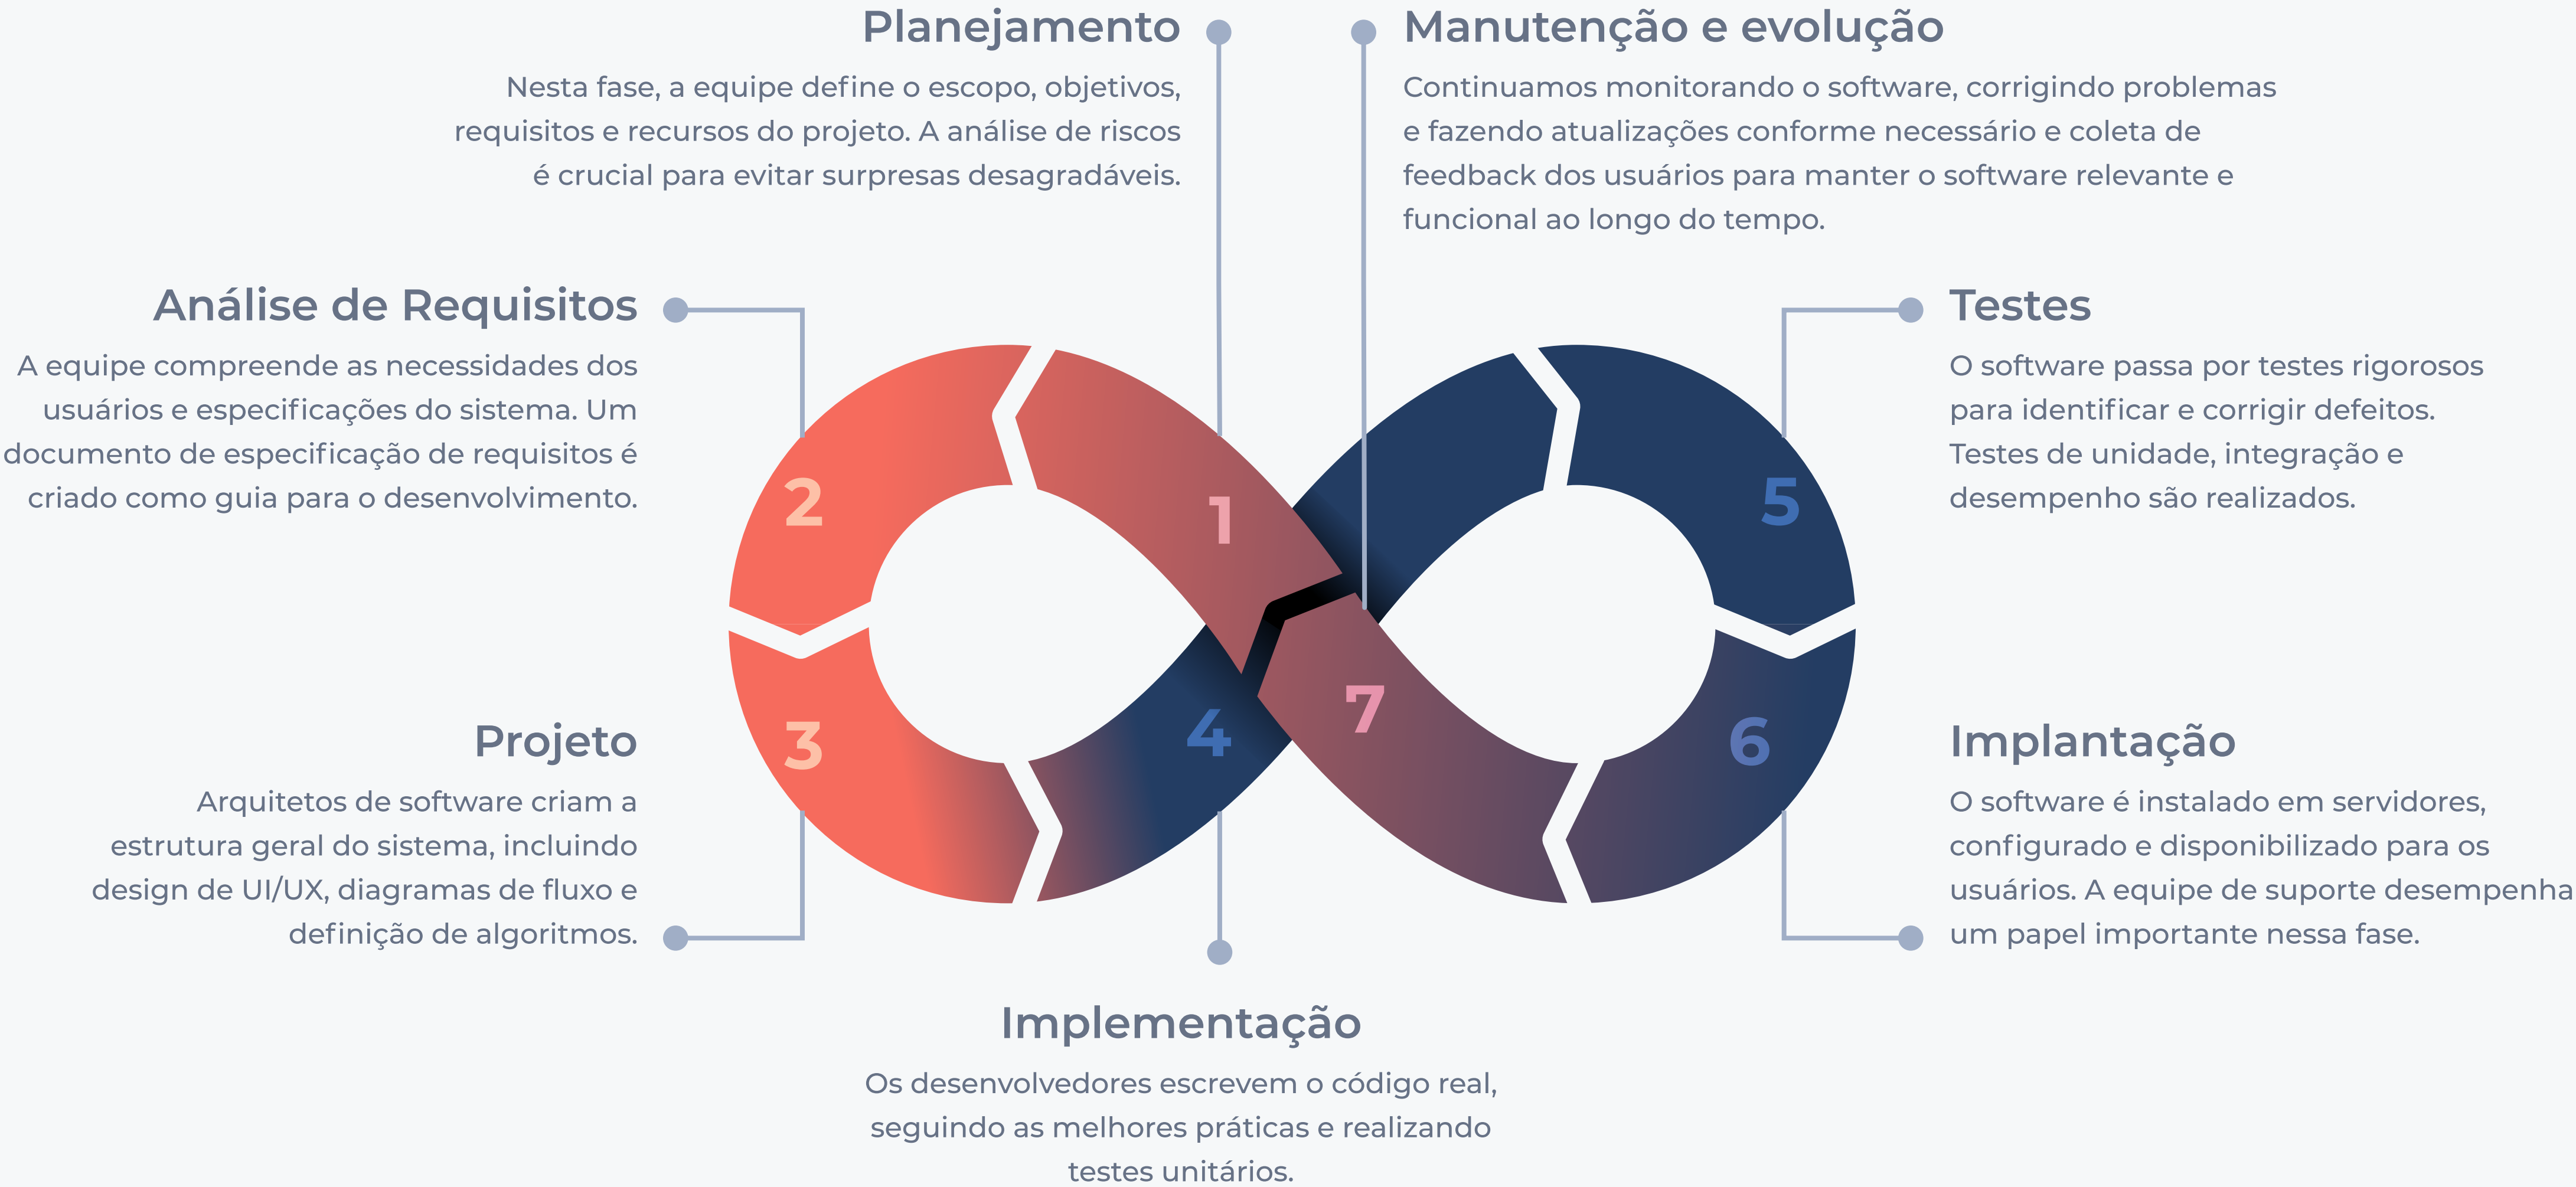 Planejamento
Nesta fase, a equipe define o escopo, objetivos,
requisitos e recursos do projeto. A análise de riscos
é crucial para evitar surpresas desagradáveis.
Manutenção e evolução
Continuamos monitorando o software, corrigindo problemas
e fazendo atualizações conforme necessário e coleta de
feedback dos usuários para manter o software relevante e
funcional ao longo do tempo.
Análise de Requisitos
A equipe compreende as necessidades dos
usuários e especificações do sistema. Um
documento de especificação de requisitos é
criado como guia para o desenvolvimento.
Testes
O software passa por testes rigorosos
para identificar e corrigir defeitos.
Testes de unidade, integração e
desempenho são realizados.
2
1
5
3
4
7
6
Projeto
Arquitetos de software criam a
estrutura geral do sistema, incluindo
design de UI/UX, diagramas de fluxo e
definição de algoritmos.
Implantação
O software é instalado em servidores,
configurado e disponibilizado para os
usuários. A equipe de suporte desempenha
um papel importante nessa fase.
Implementação
Os desenvolvedores escrevem o código real,
seguindo as melhores práticas e realizando
testes unitários.